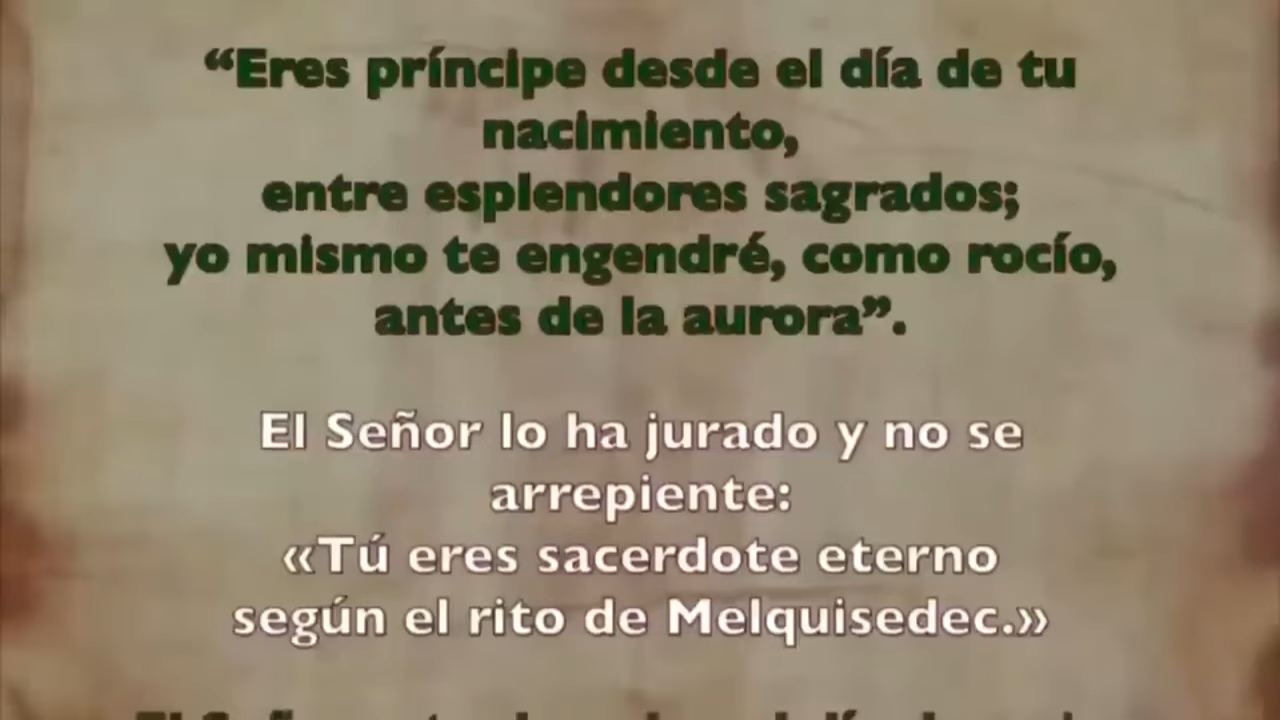 “Eres príncipe desde el día de tu
nacimiento,
entre esplendores sagrados;
yo mismo te engendré, como rocío,
antes de la aurora”.
El Señor lo ha jurado y no se
arrepiente:
«Tú eres sacerdote eterno
según el rito de Melquisedec.»